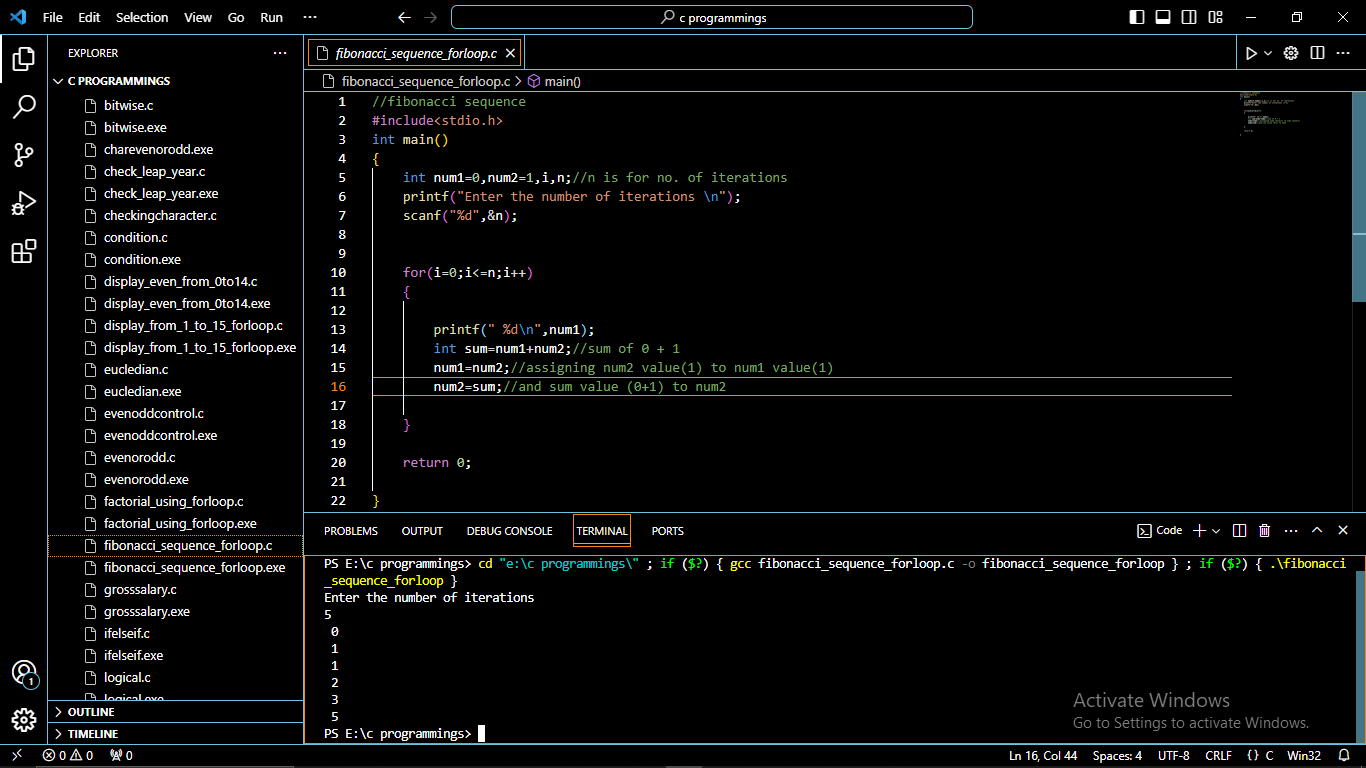 File Edit Selection View Go Run ···
c programmings
EXPLORER ···
C PROGRAMMINGS
bitwise.c
bitwise.exe
charevenorodd.exe
check_leap_year.c
check_leap_year.exe
checkingcharacter.c
condition.c
condition.exe
display_even_from_0to14.c
display_even_from_0to14.exe
display_from_1_to_15_forloop.c
display_from_1_to_15_forloop.exe
eucledian.c
eucledian.exe
evenoddcontrol.c
evenoddcontrol.exe
evenorodd.c
evenorodd.exe
factorial_using_forloop.c
factorial_using_forloop.exe
fibonacci_sequence_forloop.c
fibonacci_sequence_forloop.exe
grosssalary.c
grosssalary.exe
ifelseif.c
ifelseif.exe
logical.c
logical.exe
OUTLINE
TIMELINE
fibonacci_sequence_forloop.c
fibonacci_sequence_forloop.c > main()
1 //fibonacci sequence
2 #include<stdio.h>
3 int main()
4 {
5 int num1=0,num2=1,i,n;//n is for no. of iterations
6 printf("Enter the number of iterations \n");
7 scanf("%d",&n);
8
9
10 for(i=0;i<=n;i++)
11 {
12
13 printf(" %d\n",num1);
14 int sum=num1+num2;//sum of 0 + 1
15 num1=num2;//assigning num2 value(1) to num1 value(1)
16 num2=sum;//and sum value (0+1) to num2
17
18 }
19
20 return 0;
21
22 }
PROBLEMS OUTPUT DEBUG CONSOLE TERMINAL PORTS
Code
PS E:\c programmings> cd "e:\c programmings\" ; if ($?) { gcc fibonacci_sequence_forloop.c -o fibonacci_sequence_forloop } ; if ($?) { .\fibonacci
_sequence_forloop }
Enter the number of iterations
5
0
1
1
2
3
5
PS E:\c programmings>
Activate Windows
Go to Settings to activate Windows.
1
0 0 0
Ln 16, Col 44 Spaces: 4 UTF-8 CRLF {} C Win32